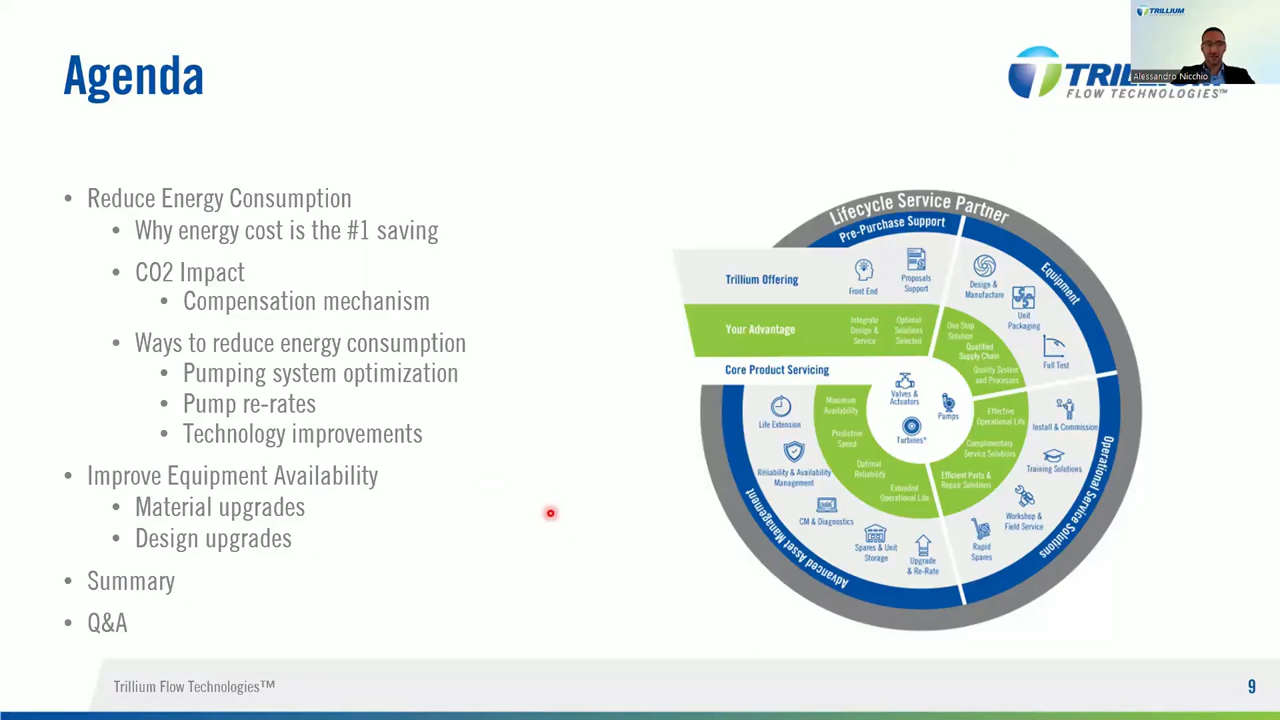 Agenda
TRILLIUM
Alessandro Nicchio
TRIL
FLOW TECHNOLOGIES™
• Reduce Energy Consumption
• Why energy cost is the #1 saving
• CO2 Impact
• Compensation mechanism
• Ways to reduce energy consumption
• Pumping system optimization
• Pump re-rates
• Technology improvements
• Improve Equipment Availability
• Material upgrades
• Design upgrades
• Summary
• Q&A
Lifecycle Service Partner
Pre-Purchase Support
Trillium Offering
Front End
Proposals
Support
Your Advantage
Integrate
Design &
Service
Optimal
Solutions
Selected
Core Product Servicing
Equipment
Design &
Manufacture
Unit
Packaging
Full Test
One Stop
Solution
Qualified
Supply Chain
Quality System
and Processes
Valves &
Actuators
Pumps
Turbines*
Operational Service Solutions
Effective
Operational Life
Complimentary
Service Solutions
Efficient Parts &
Repair Solutions
Install & Commission
Training Solutions
Workshop &
Field Service
Rapid
Spares
Advanced Asset Management
Maximum
Availability
Predictive
Speed
Optimal
Reliability
Extended
Operational Life
Life Extension
Reliability & Availability
Management
CM & Diagnostics
Spares & Unit
Storage
Upgrade
& Re-Rate
Trillium Flow Technologies™
9